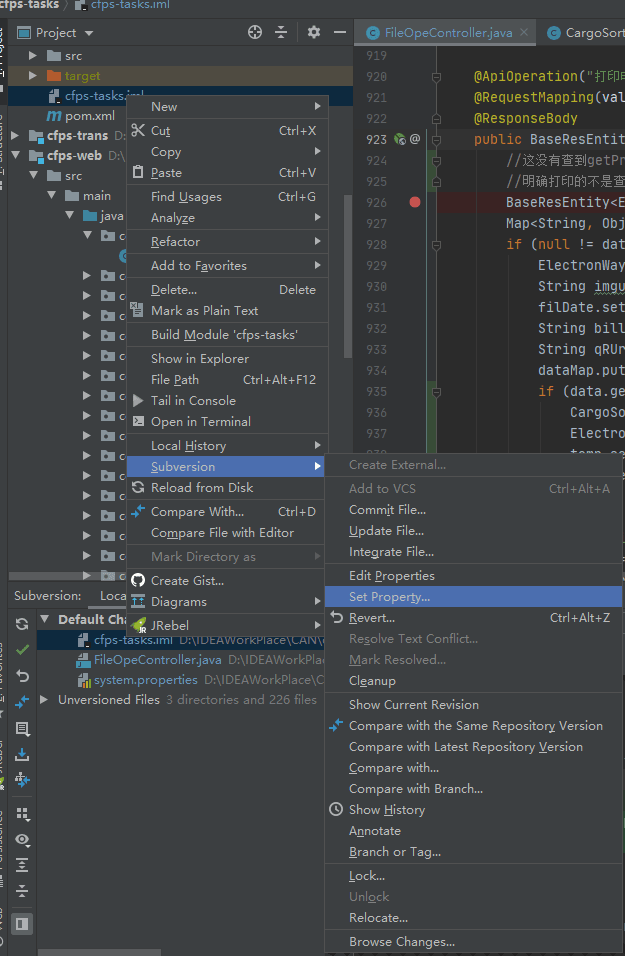 cfps-tasks
cfps-tasks.iml
Project
FileOpeController.java
CargoSort
src
target
cfps-tasks.iml
pom.xml
cfps-trans D:
cfps-web D:\
src
main
java
New
Cut Ctrl+X
Copy
Paste Ctrl+V
Find Usages Ctrl+G
Analyze
Refactor
Add to Favorites
Delete... Delete
Mark as Plain Text
Build Module 'cfps-tasks'
Show in Explorer
File Path Ctrl+Alt+F12
Tail in Console
Open in Terminal
Local History
Subversion
Reload from Disk
Compare With... Ctrl+D
Compare File with Editor
Mark Directory as
Create Gist...
Diagrams
JRebel
919
920 @ApiOperation("打印
921 @RequestMapping(val
922 @ResponseBody
923 public BaseResEntit
924 //这没有查到getPr
925 //明确打印的不是查
926 BaseResEntity<E
927 Map<String, Obj
928 if (null != dat
929 ElectronWay
930 String imgu
931 filDate.set
932 String bill
933 String qRUr
934 dataMap.put
935 if (data.ge
936 CargoSo
937 Electro
Create External...
Add to VCS Ctrl+Alt+A
Commit File...
Update File...
Integrate File...
Edit Properties
Set Property...
Revert... Ctrl+Alt+Z
Resolve Text Conflict...
Mark Resolved...
Cleanup
Show Current Revision
Compare with the Same Repository Version
Compare with Latest Repository Version
Compare with...
Compare with Branch...
Show History
Annotate
Branch or Tag...
Lock...
Unlock
Relocate...
Browse Changes...
Subversion: Loca
Default Cha
cfps-tasks.iml D:\IDEAWorkPlace\CAN\
FileOpeController.java D:\IDEAWorkPlac
system.properties D:\IDEAWorkPlace\C
Unversioned Files 3 directories and 226 files